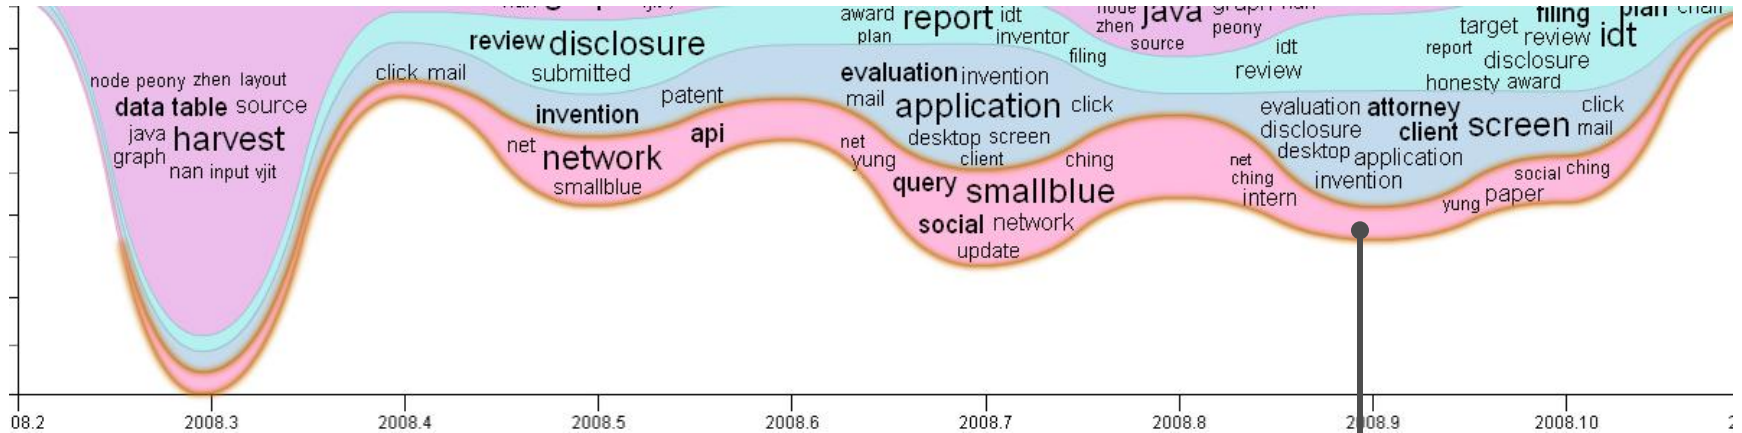 java
zhen
peony
source
node peony zhen layout
data table source
java harvest
graph
nan input vjit
review disclosure
submitted
click mail
award report idt
plan inventor
filing
idt
review
filing plan
target review idt
report
disclosure
honesty award
invention
patent
evaluation invention
mail application click
desktop screen
client
evaluation attorney click
disclosure client screen mail
desktop application
invention
net
network
smallblue
api
net
yung
ching
query smallblue
social network
update
net
ching
intern
social ching
yung paper
08.2 2008.3 2008.4 2008.5 2008.6 2008.7 2008.8 2008.9 2008.10